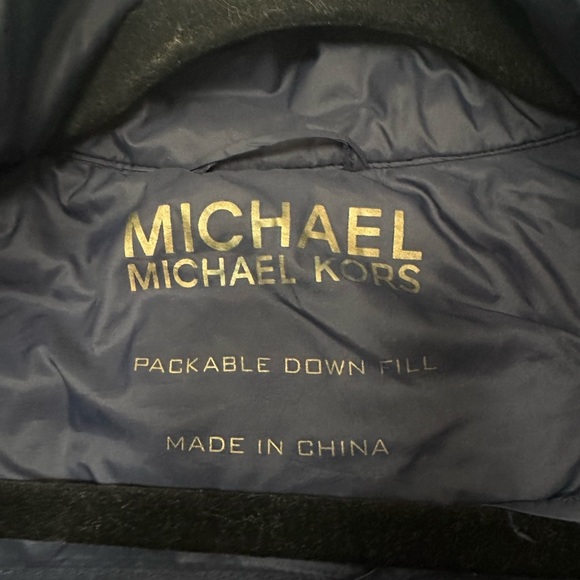 MICHAEL
MICHAEL KORS
PACKABLE DOWN FILL
MADE IN CHINA